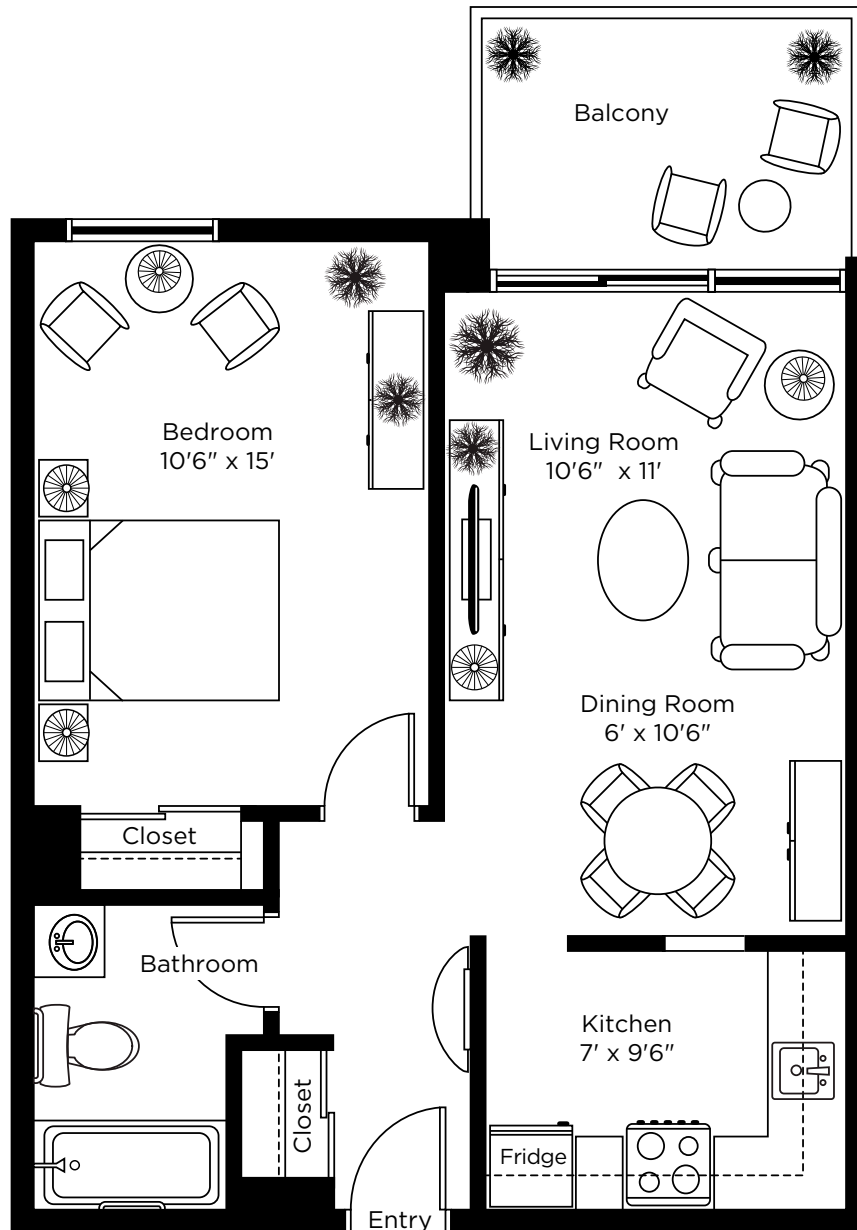 Balcony
Bedroom
10'6" x 15'
Living Room
10'6"  x 11'
Dining Room
6' x 10'6"
Closet
Bathroom
Kitchen
7' x 9'6"
Closet
Fridge
Entry